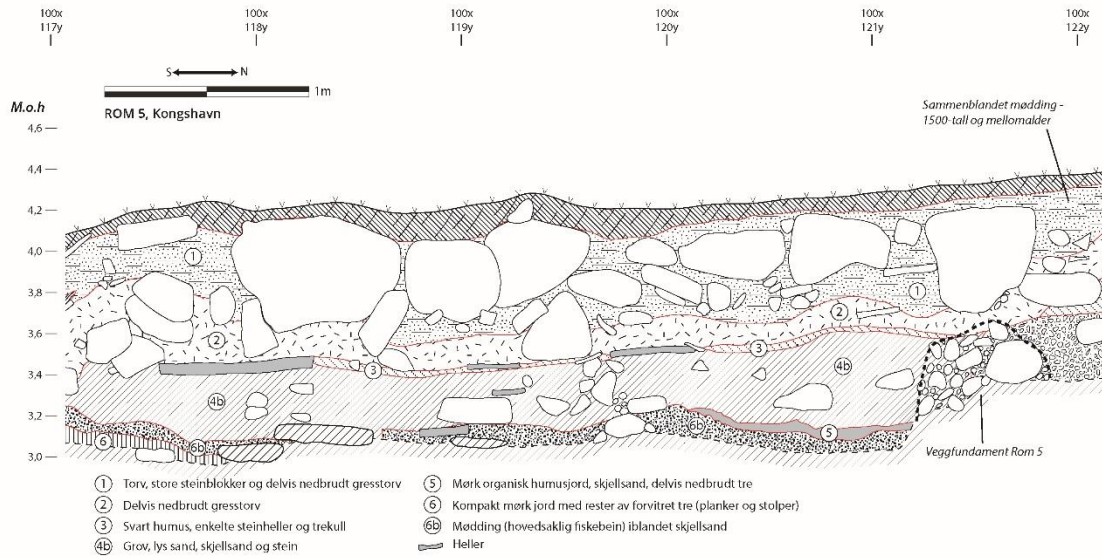 100x 100x 100x 100x 100x 100x
117y 118y 119y 120y 121y 122y
S N
1m
M.o.h
ROM 5, Kongshavn
Sammenblandet mødding -
1500-tall og mellomalder
4,6
4,4
4,2
4,0
3,8
3,6
3,4
3,2
3,0
1
1
2
2
3
3
4b
4b
6
6b
6b
5
Veggfundament Rom 5
1 Torv, store steinblokker og delvis nedbrudt gresstorv
2 Delvis nedbrudt gresstorv
3 Svart humus, enkelte steinheller og trekull
4b Grov, lys sand, skjellsand og stein
5 Mørk organisk humusjord, skjellsand, delvis nedbrudt tre
6 Kompakt mørk jord med rester av forvitret tre (planker og stolper)
6b Mødding (hovedsaklig fiskebein) iblandet skjellsand
Heller